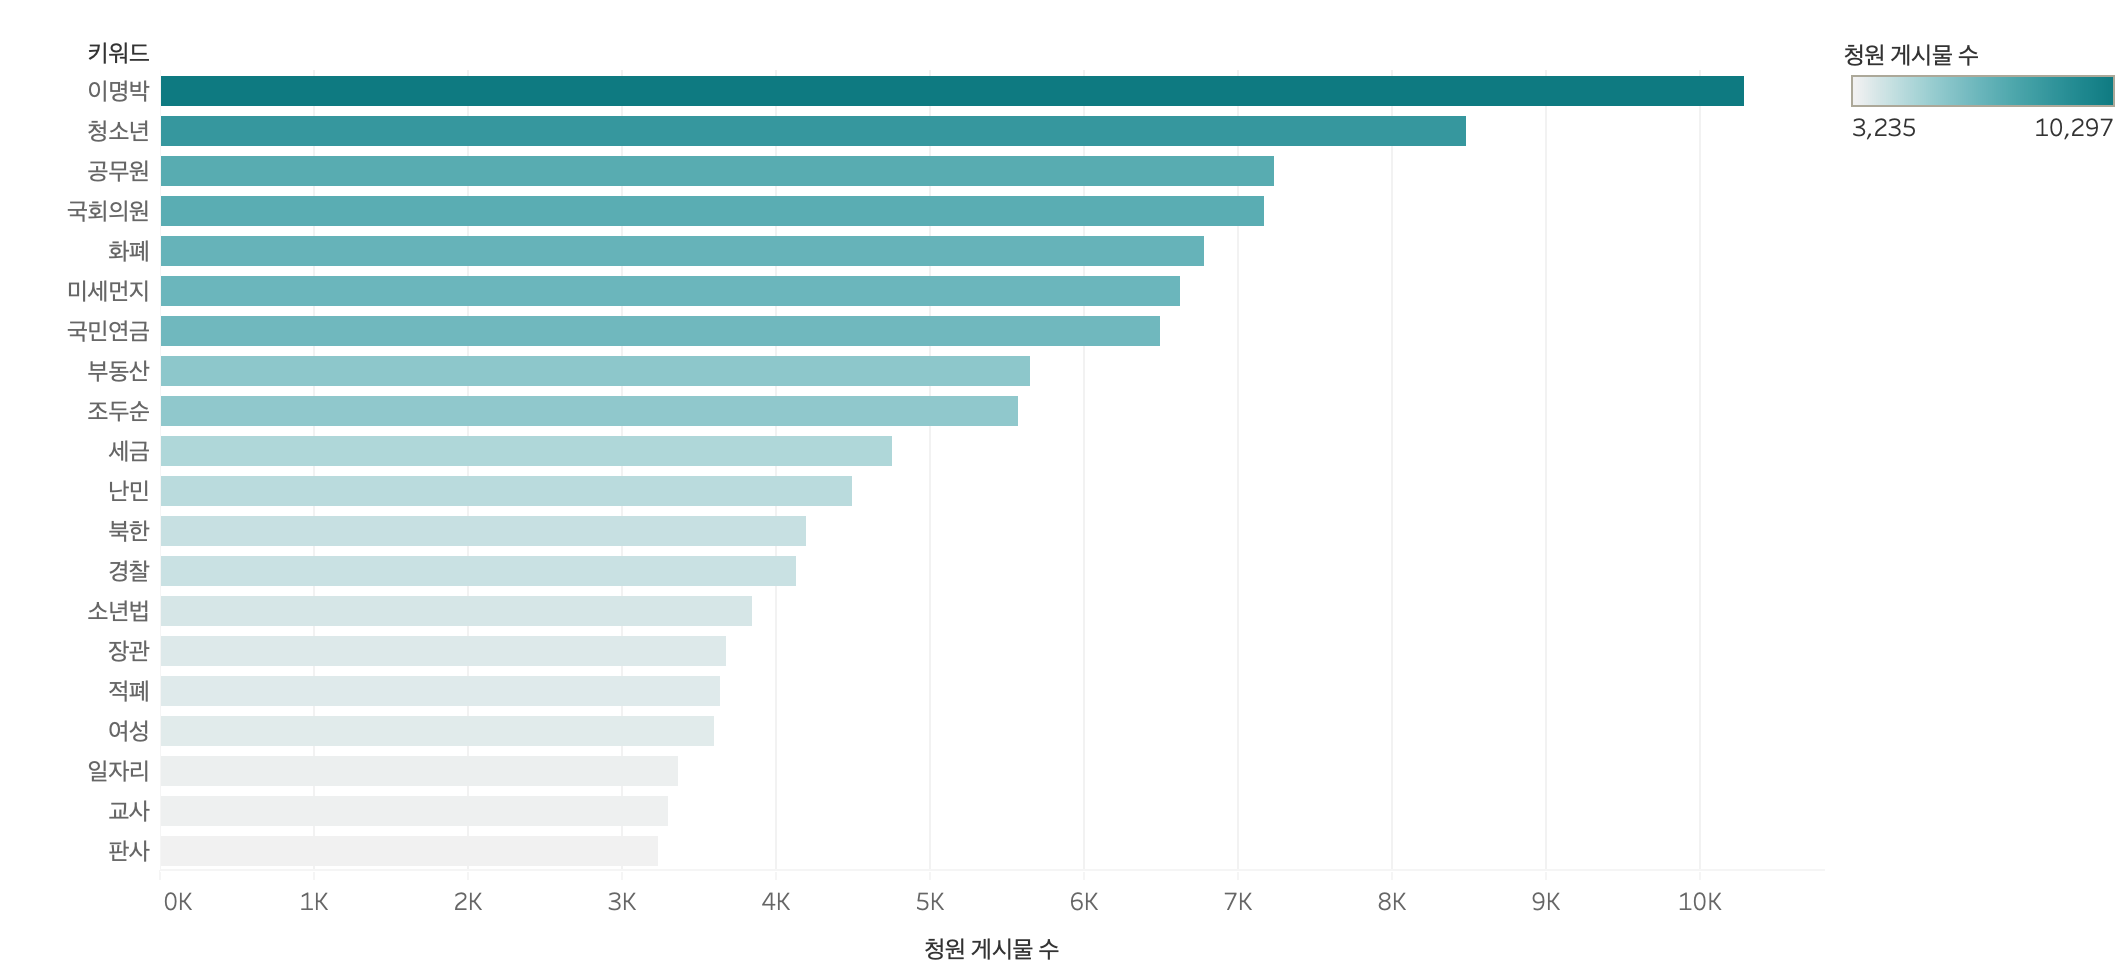 키워드
이명박
청소년
공무원
국회의원
화폐
미세먼지
국민연금
부동산
조두순
세금
난민
북한
경찰
소년법
장관
적폐
여성
일자리
교사
판사
0K 1K 2K 3K 4K 5K 6K 7K 8K 9K 10K
청원 게시물 수
청원 게시물 수
3,235 10,297